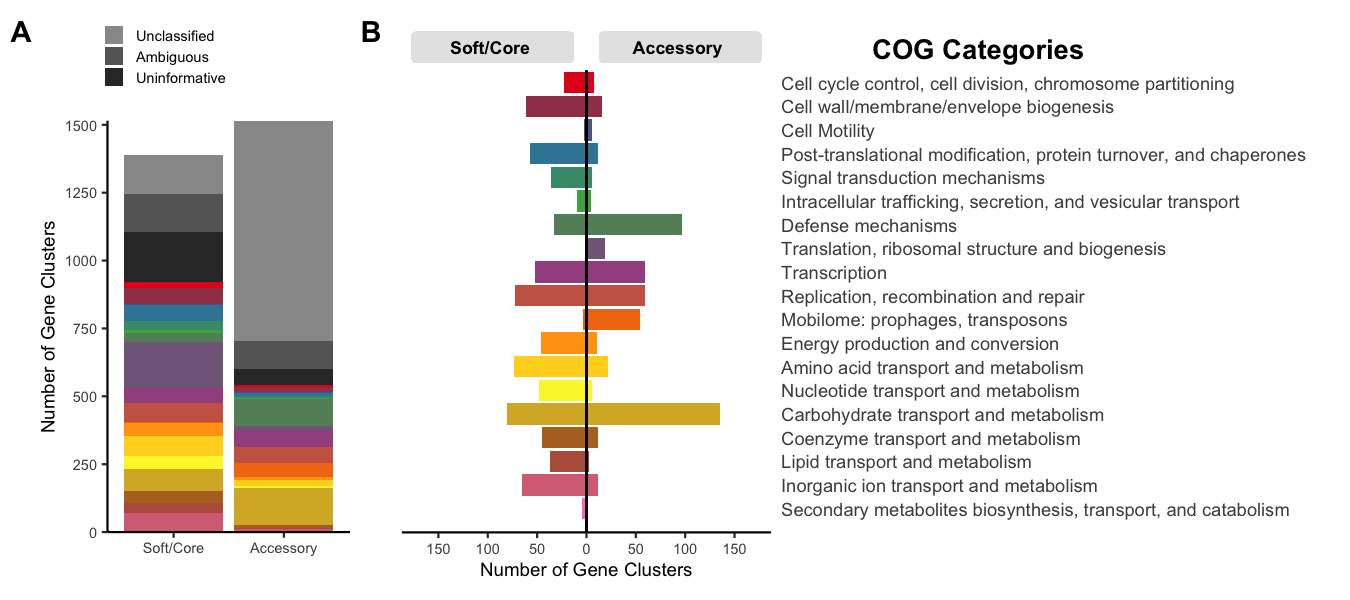 A
Unclassified
Ambiguous
Uninformative
Number of Gene Clusters
1500
1250
1000
750
500
250
0
Soft/Core
Accessory
B
Soft/Core
Accessory
COG Categories
Cell cycle control, cell division, chromosome partitioning
Cell wall/membrane/envelope biogenesis
Cell Motility
Post-translational modification, protein turnover, and chaperones
Signal transduction mechanisms
Intracellular trafficking, secretion, and vesicular transport
Defense mechanisms
Translation, ribosomal structure and biogenesis
Transcription
Replication, recombination and repair
Mobilome: prophages, transposons
Energy production and conversion
Amino acid transport and metabolism
Nucleotide transport and metabolism
Carbohydrate transport and metabolism
Coenzyme transport and metabolism
Lipid transport and metabolism
Inorganic ion transport and metabolism
Secondary metabolites biosynthesis, transport, and catabolism
150 100 50 0 50 100 150
Number of Gene Clusters